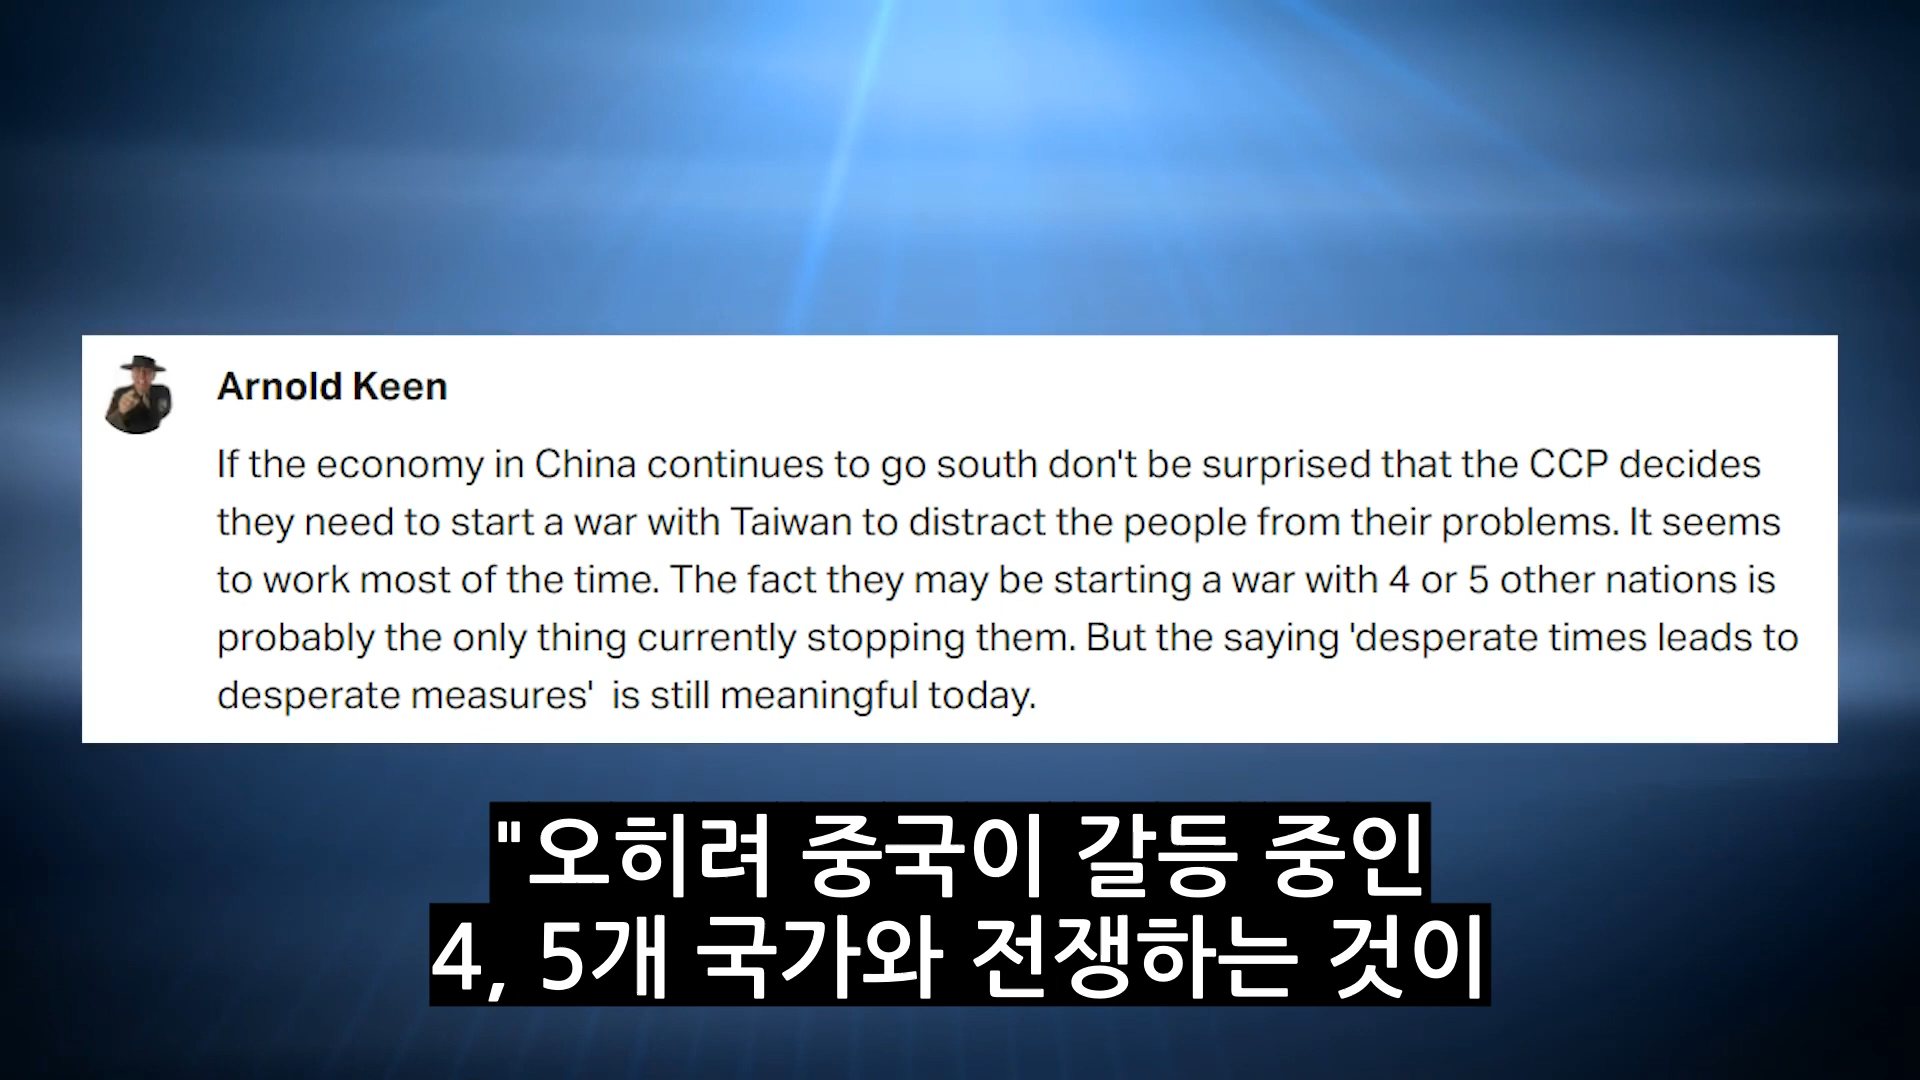 Arnold Keen
If the economy in China continues to go south don't be surprised that the CCP decides
they need to start a war with Taiwan to distract the people from their problems. It seems
to work most of the time. The fact they may be starting a war with 4 or 5 other nations is
probably the only thing currently stopping them. But the saying 'desperate times leads to
desperate measures'  is still meaningful today.
"오히려 중국이 갈등 중인
4, 5개 국가와 전쟁하는 것이